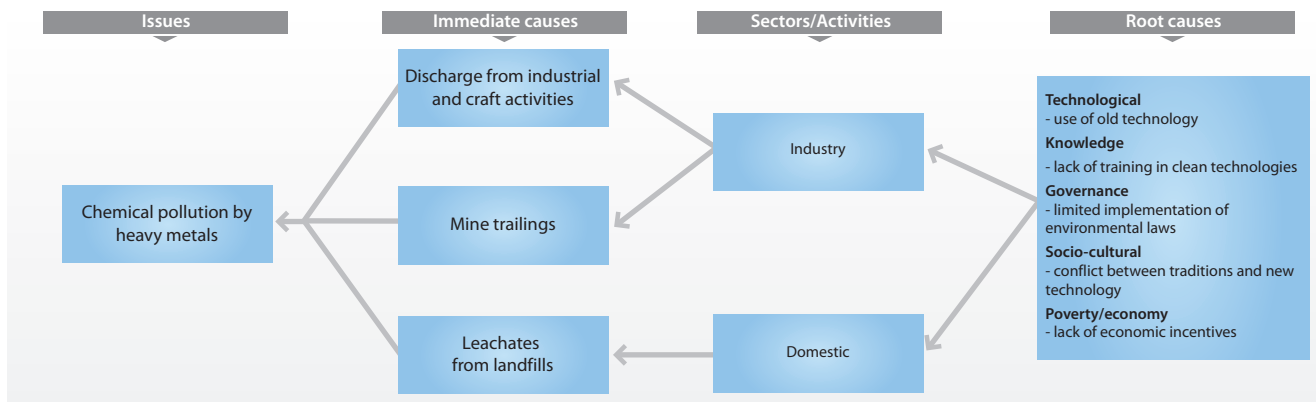 Issues
Immediate causes
Sectors/Activities
Root causes
Chemical pollution by
heavy metals
Discharge from industrial
and craft activities
Mine trailings
Leachates
from landfills
Industry
Domestic
Technological
- use of old technology
Knowledge
- lack of training in clean technologies
Governance
- limited implementation of
environmental laws
Socio-cultural
- conflict between traditions and new
technology
Poverty/economy
- lack of economic incentives